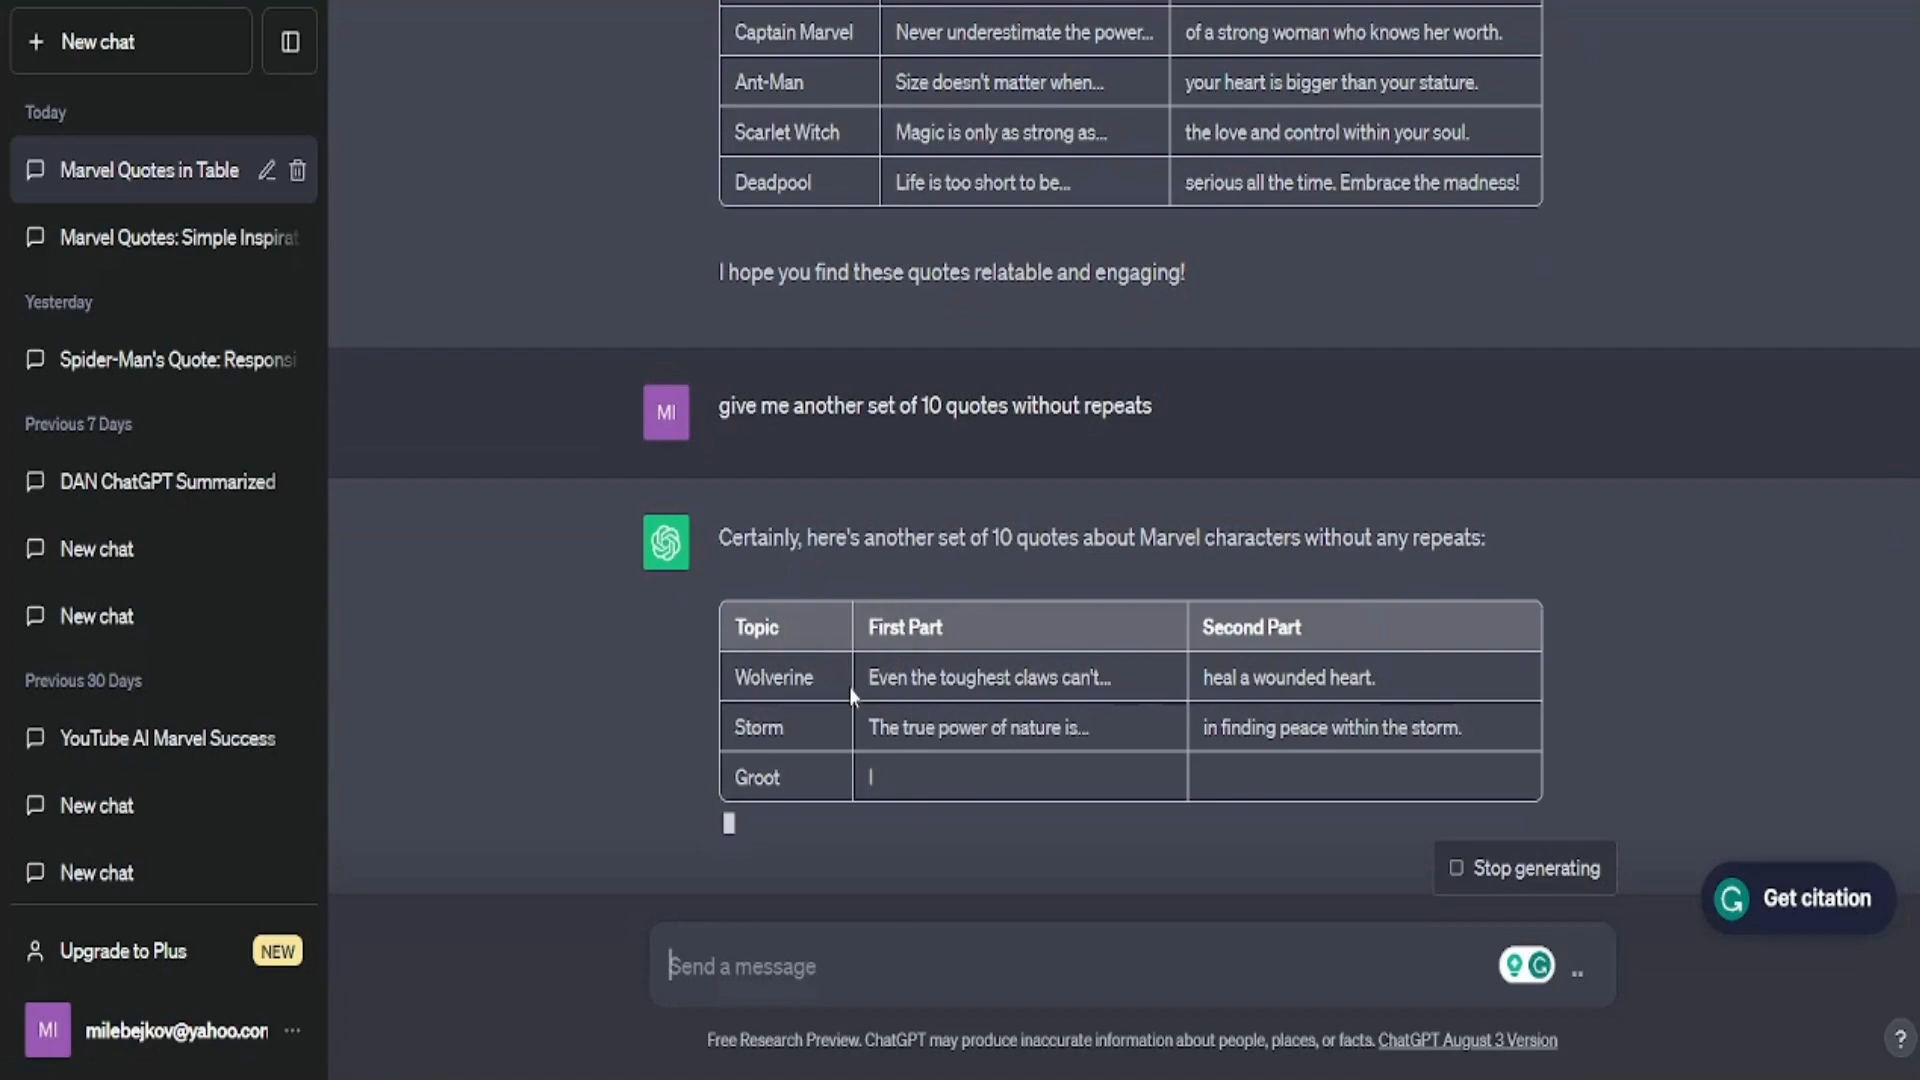 New chat
Today
Marvel Quotes in Table
Marvel Quotes: Simple Inspirat
Yesterday
Spider-Man's Quote: Responsi
Previous 7 Days
DAN ChatGPT Summarized
New chat
New chat
Previous 30 Days
YouTube AI Marvel Success
New chat
New chat
Upgrade to Plus NEW
MI milebejkov@yahoo.con
Captain Marvel Never underestimate the power... of a strong woman who knows her worth.
Ant-Man Size doesn't matter when... your heart is bigger than your stature.
Scarlet Witch Magic is only as strong as... the love and control within your soul.
Deadpool Life is too short to be... serious all the time. Embrace the madness!
I hope you find these quotes relatable and engaging!
MI give me another set of 10 quotes without repeats
Certainly, here's another set of 10 quotes about Marvel characters without any repeats:
Topic First Part Second Part
Wolverine Even the toughest claws can't... heal a wounded heart.
Storm The true power of nature is... in finding peace within the storm.
Groot I
Stop generating
G Get citation
Send a message
Free Research Preview. ChatGPT may produce inaccurate information about people, places, or facts. ChatGPT August 3 Version
?